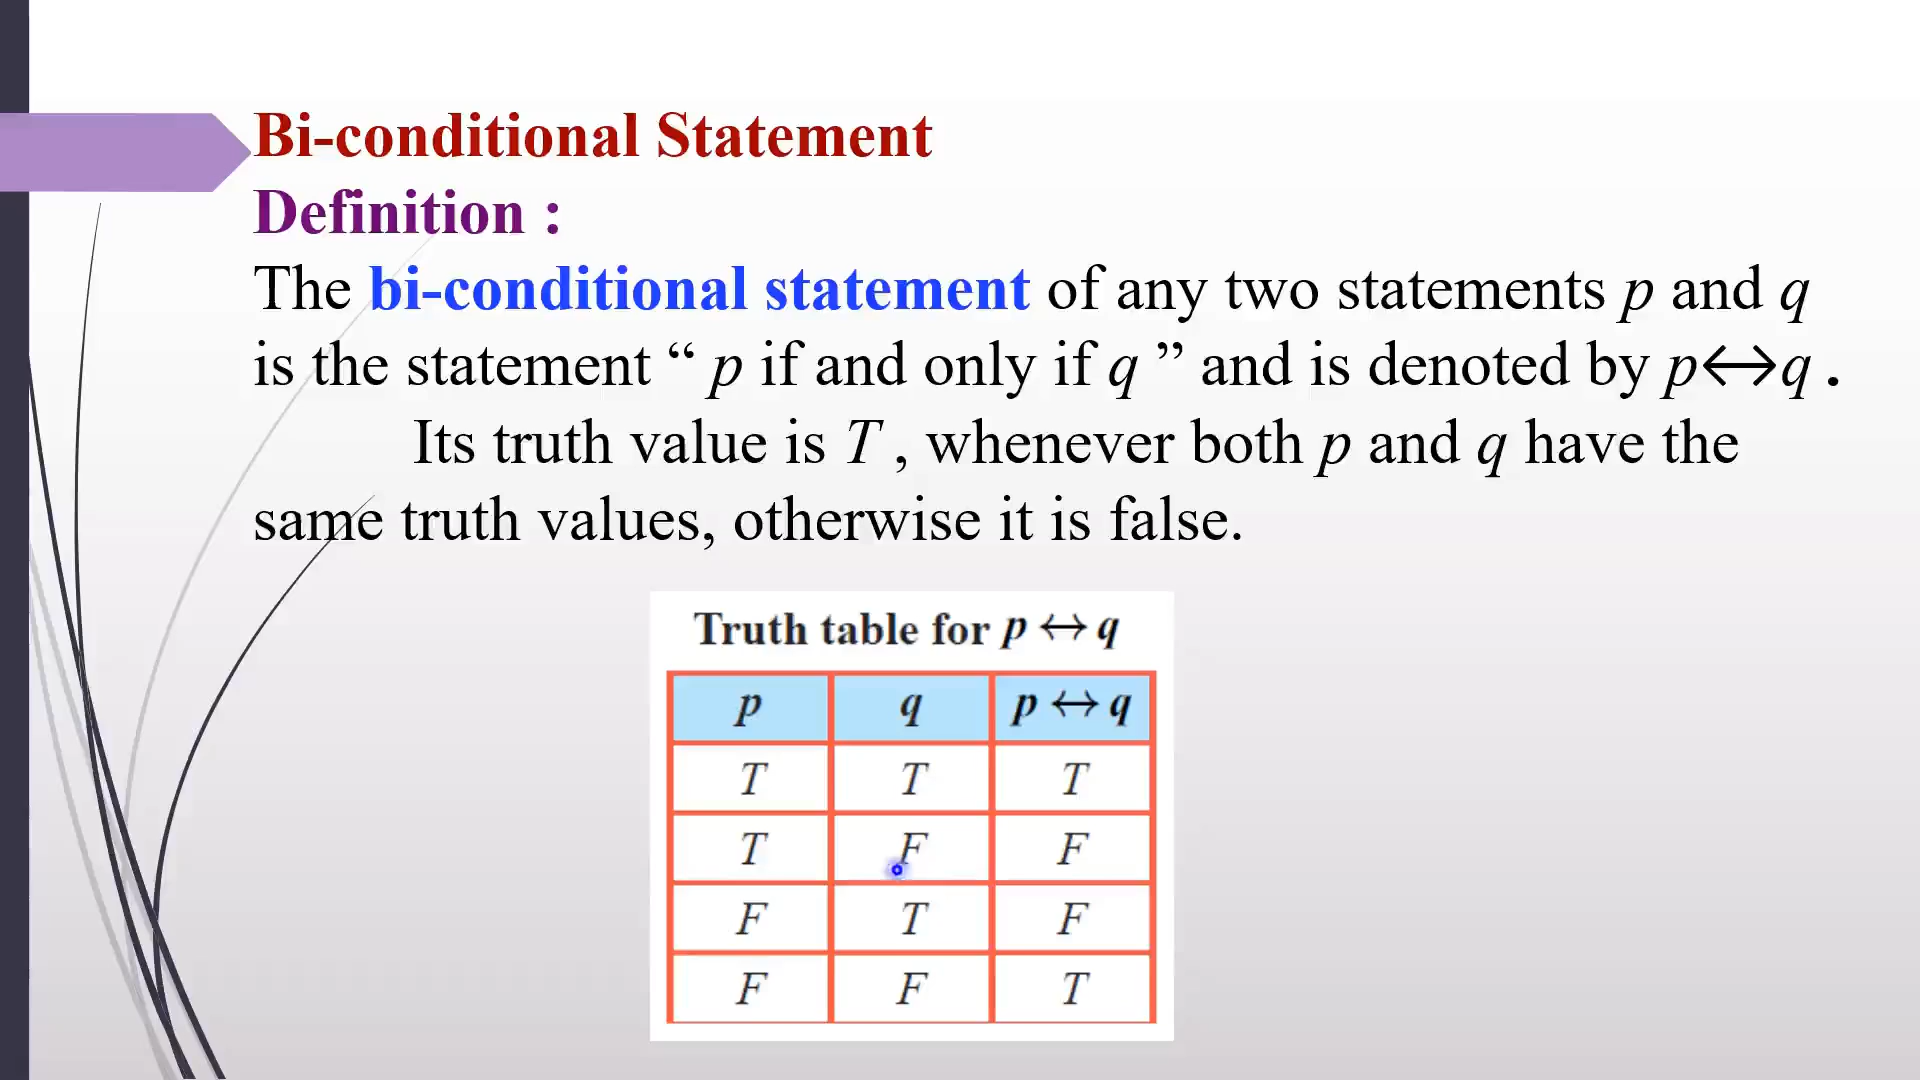 Bi-conditional Statement
Definition :
The bi-conditional statement of any two statements p and q
is the statement “ p if and only if q ” and is denoted by p↔q .
Its truth value is T , whenever both p and q have the
same truth values, otherwise it is false.
Truth table for p ↔ q
p q p ↔ q
T T T
T F F
F T F
F F T